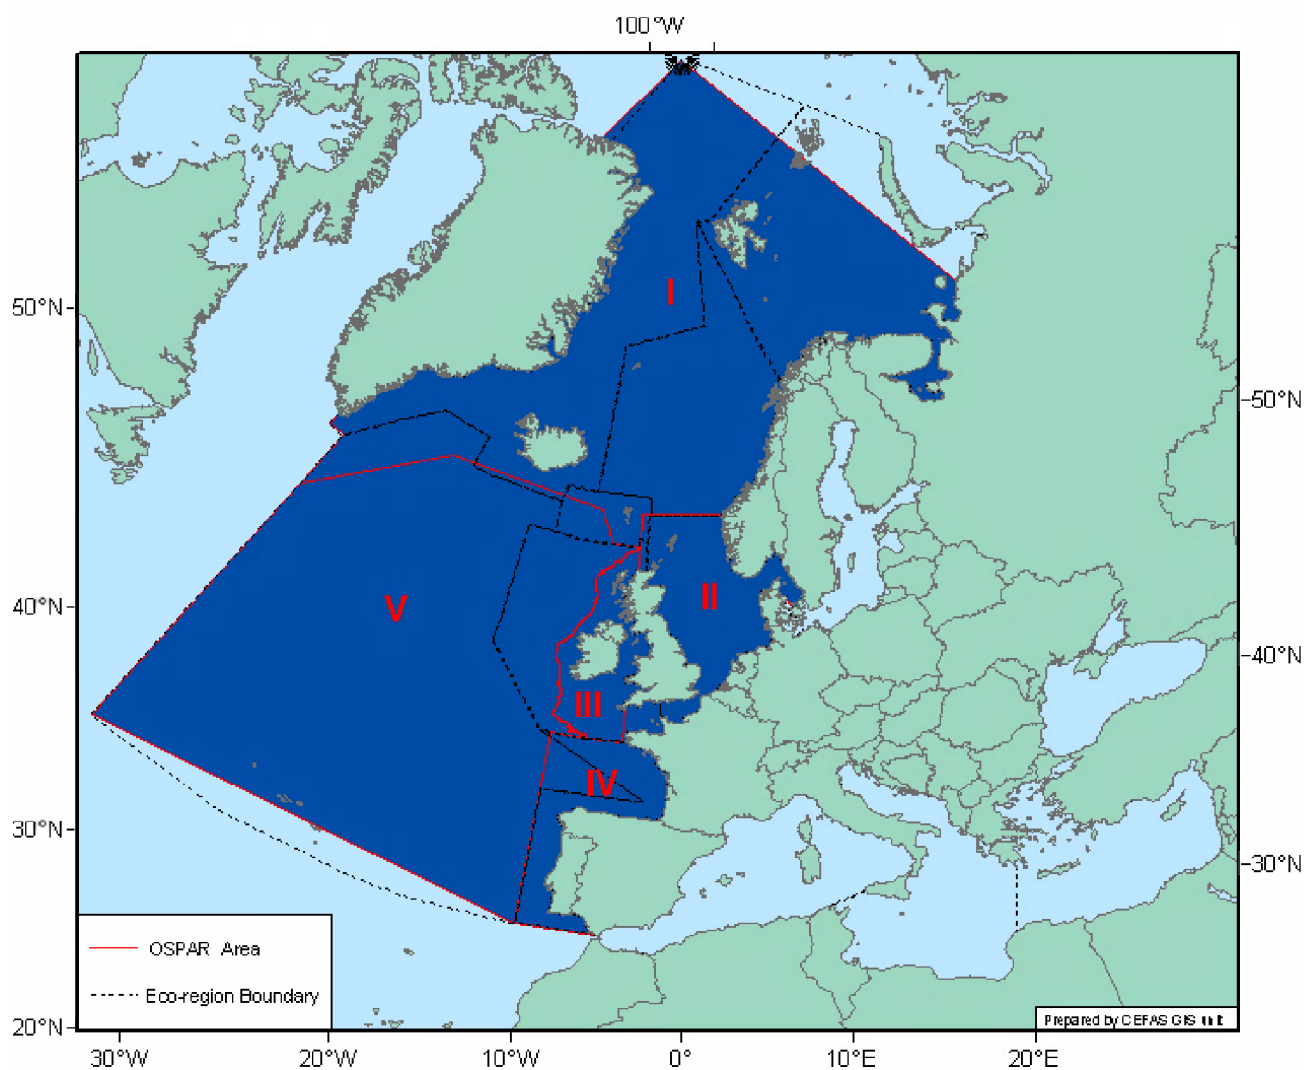 100°W
50°N
50°N
I
40°N
V
II
40°N
III
IV
30°N
30°N
OSPAR Area
Eco-region Boundary
Prepared by CEFAS GIS unit
20°N
30°W
20°W
10°W
0°
10°E
20°E